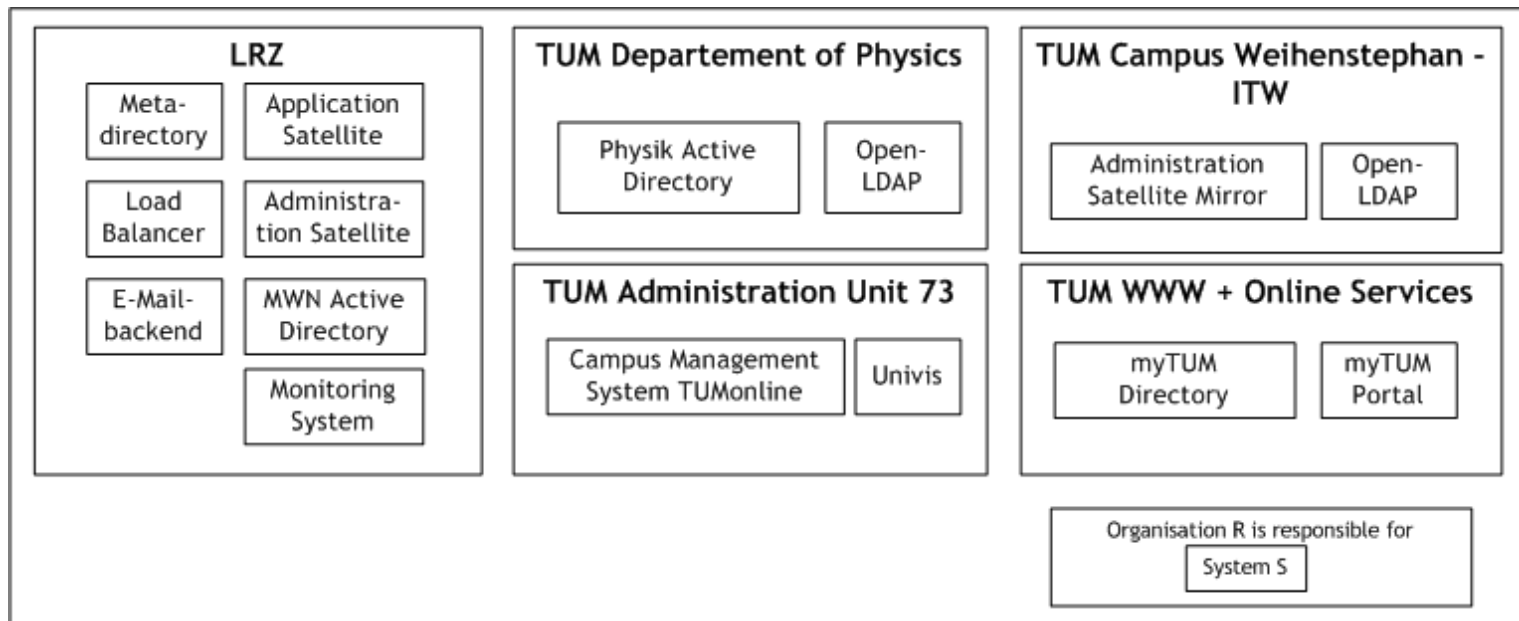 LRZ
Meta-
directory
Application
Satellite
Load
Balancer
Administra-
tion Satellite
E-Mail-
backend
MWN Active
Directory
Monitoring
System
TUM Departement of Physics
Physik Active
Directory
Open-
LDAP
TUM Campus Weihenstephan -
ITW
Administration
Satellite Mirror
Open-
LDAP
TUM Administration Unit 73
Campus Management
System TUMonline
Univis
TUM WWW + Online Services
myTUM
Directory
myTUM
Portal
Organisation R is responsible for
System S